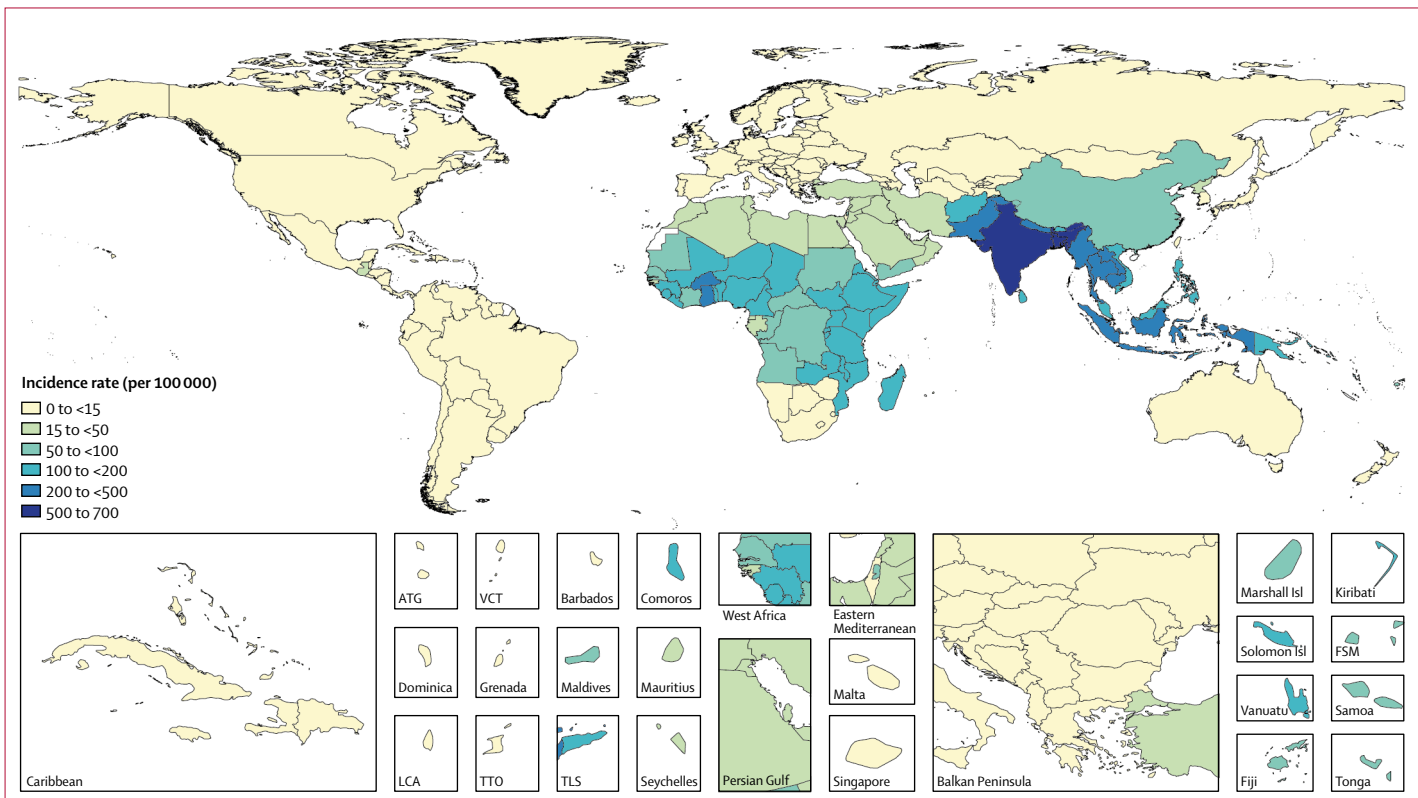 Incidence rate (per 100 000)
0 to <15
15 to <50
50 to <100
100 to <200
200 to <500
500 to 700
Caribbean
ATG
VCT
Barbados
Comoros
West Africa
Eastern
Mediterranean
Dominica
Grenada
Maldives
Mauritius
Malta
LCA
TTO
TLS
Seychelles
Persian Gulf
Singapore
Balkan Peninsula
Marshall Isl
Kiribati
Solomon Isl
FSM
Vanuatu
Samoa
Fiji
Tonga